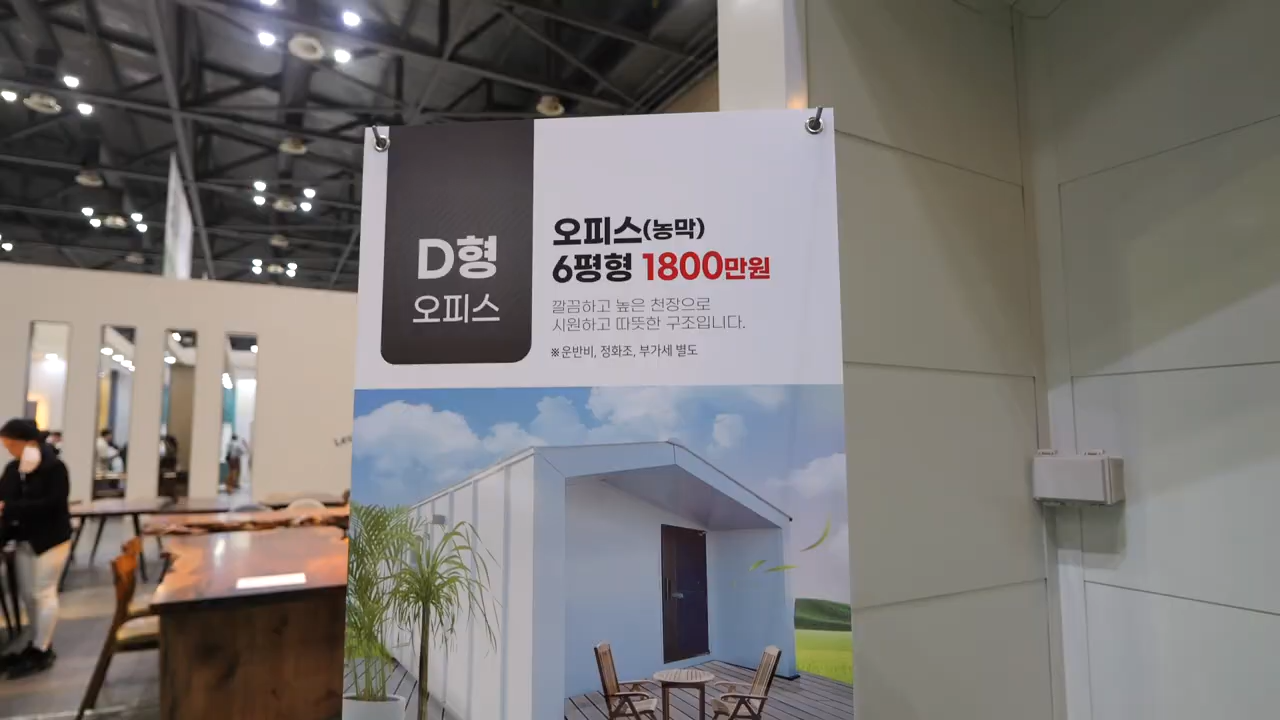 D형
오피스
오피스(농막)
6평형 1800만원
깔끔하고 높은 천장으로
시원하고 따뜻한 구조입니다.
※운반비, 정화조, 부가세 별도